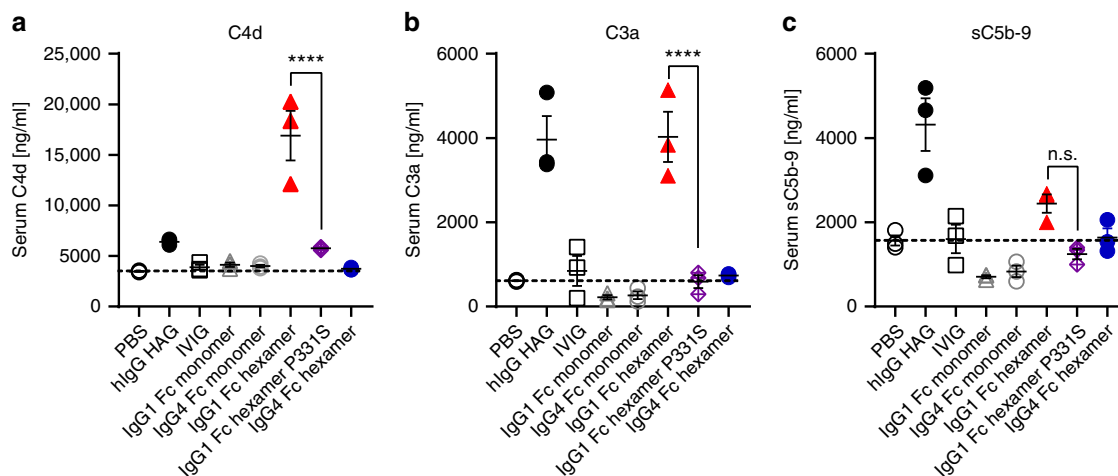 a
C4d
Serum C4d [ng/ml]
25,000
20,000
15,000
10,000
5000
0
****
PBS
hIgG HAG
IVIG
IgG1 Fc monomer
IgG4 Fc monomer
IgG1 Fc hexamer
IgG1 Fc hexamer P331S
IgG4 Fc hexamer
b
C3a
Serum C3a [ng/ml]
6000
4000
2000
0
****
PBS
hIgG HAG
IVIG
IgG1 Fc monomer
IgG4 Fc monomer
IgG1 Fc hexamer
IgG1 Fc hexamer P331S
IgG4 Fc hexamer
c
sC5b-9
Serum sC5b-9 [ng/ml]
6000
4000
2000
0
n.s.
PBS
hIgG HAG
IVIG
IgG1 Fc monomer
IgG4 Fc monomer
IgG1 Fc hexamer
IgG1 Fc hexamer P331S
IgG4 Fc hexamer